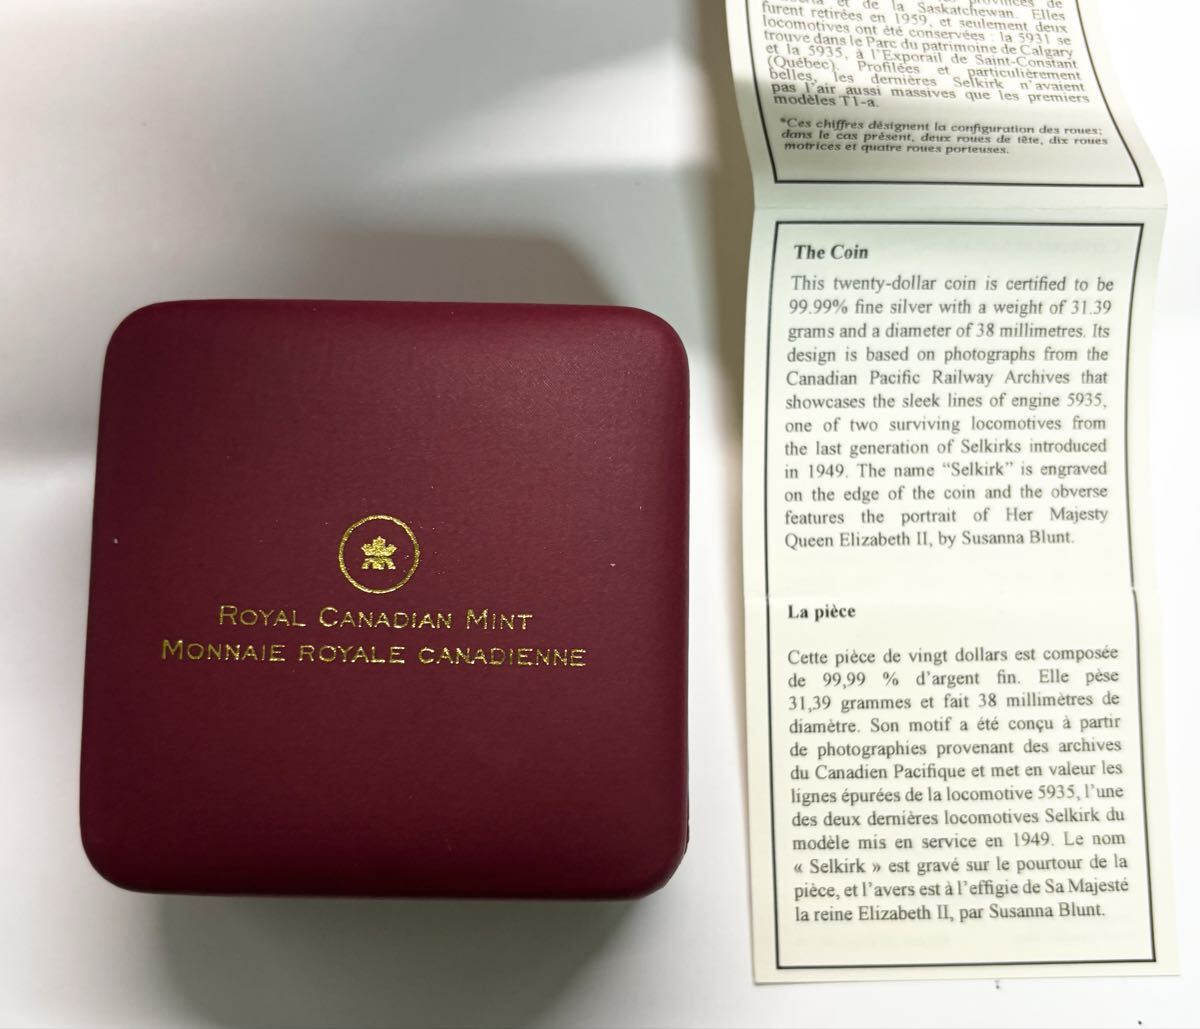 ROYAL CANADIAN MINT
MONNAIE ROYALE CANADIENNE
et de la Saskatchewan. Elles
furent retirées en 1959, et seulement deux
locomotives ont été conservées : la 5931 se
trouve dans le Parc du patrimoine de Calgary
et la 5935, à l'Exporail de Saint-Constant
(Québec). Profilées et particulièrement
belles, les dernières Selkirk n'avaient
pas l'air aussi massives que les premiers
modèles T1-a.
*Ces chiffres désignent la configuration des roues;
dans le cas présent, deux roues de tête, dix roues
motrices et quatre roues porteuses.
The Coin
This twenty-dollar coin is certified to be
99.99% fine silver with a weight of 31.39
grams and a diameter of 38 millimetres. Its
design is based on photographs from the
Canadian Pacific Railway Archives that
showcases the sleek lines of engine 5935,
one of two surviving locomotives from
the last generation of Selkirks introduced
in 1949. The name “Selkirk” is engraved
on the edge of the coin and the obverse
features the portrait of Her Majesty
Queen Elizabeth II, by Susanna Blunt.
La pièce
Cette pièce de vingt dollars est composée
de 99,99 % d'argent fin. Elle pèse
31,39 grammes et fait 38 millimètres de
diamètre. Son motif a été conçu à partir
de photographies provenant des archives
du Canadien Pacifique et met en valeur les
lignes épurées de la locomotive 5935, l'une
des deux dernières locomotives Selkirk du
modèle mis en service en 1949. Le nom
« Selkirk » est gravé sur le pourtour de la
pièce, et l'avers est à l'effigie de Sa Majesté
la reine Elizabeth II, par Susanna Blunt.